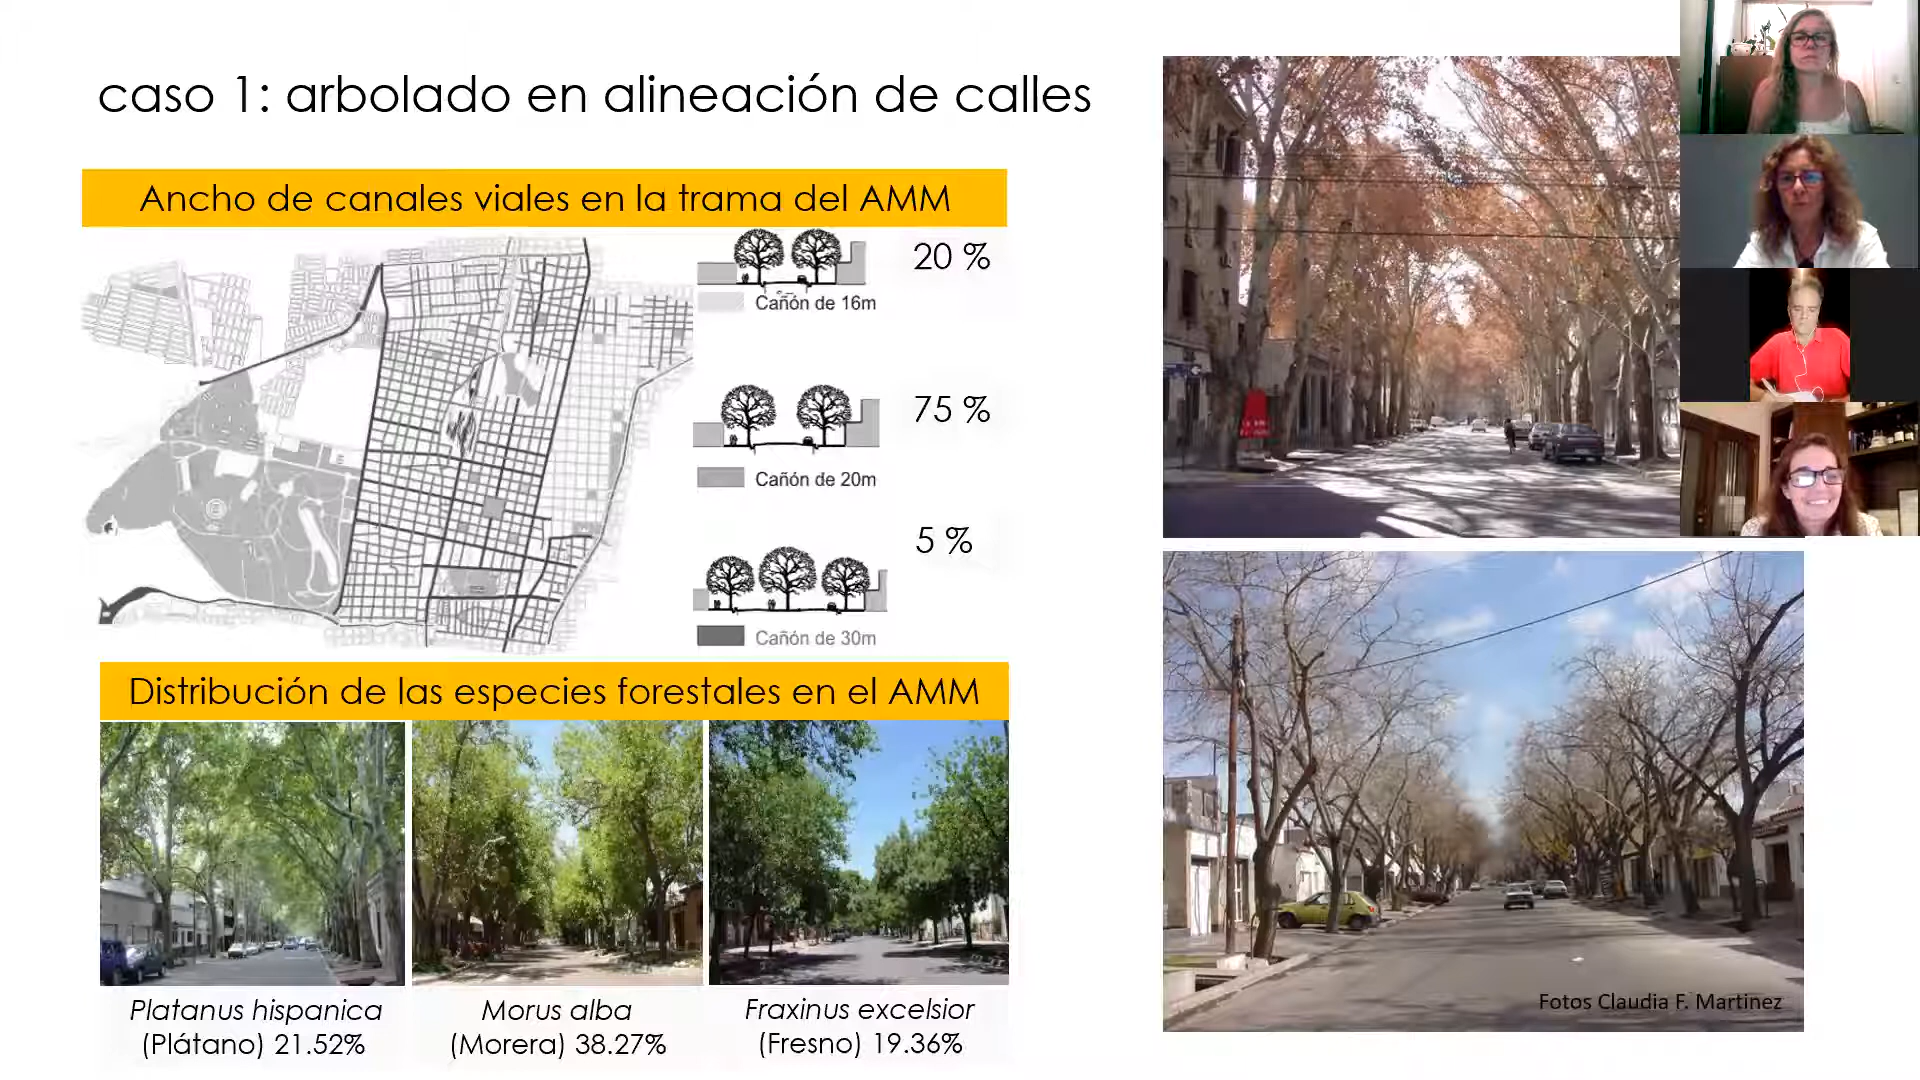 caso 1: arbolado en alineación de calles
Ancho de canales viales en la trama del AMM
20 %
Cañón de 16m
75 %
Cañón de 20m
5 %
Cañón de 30m
Distribución de las especies forestales en el AMM
Platanus hispanica
(Plátano) 21.52%
Morus alba
(Morera) 38.27%
Fraxinus excelsior
(Fresno) 19.36%
Fotos Claudia F. Martinez